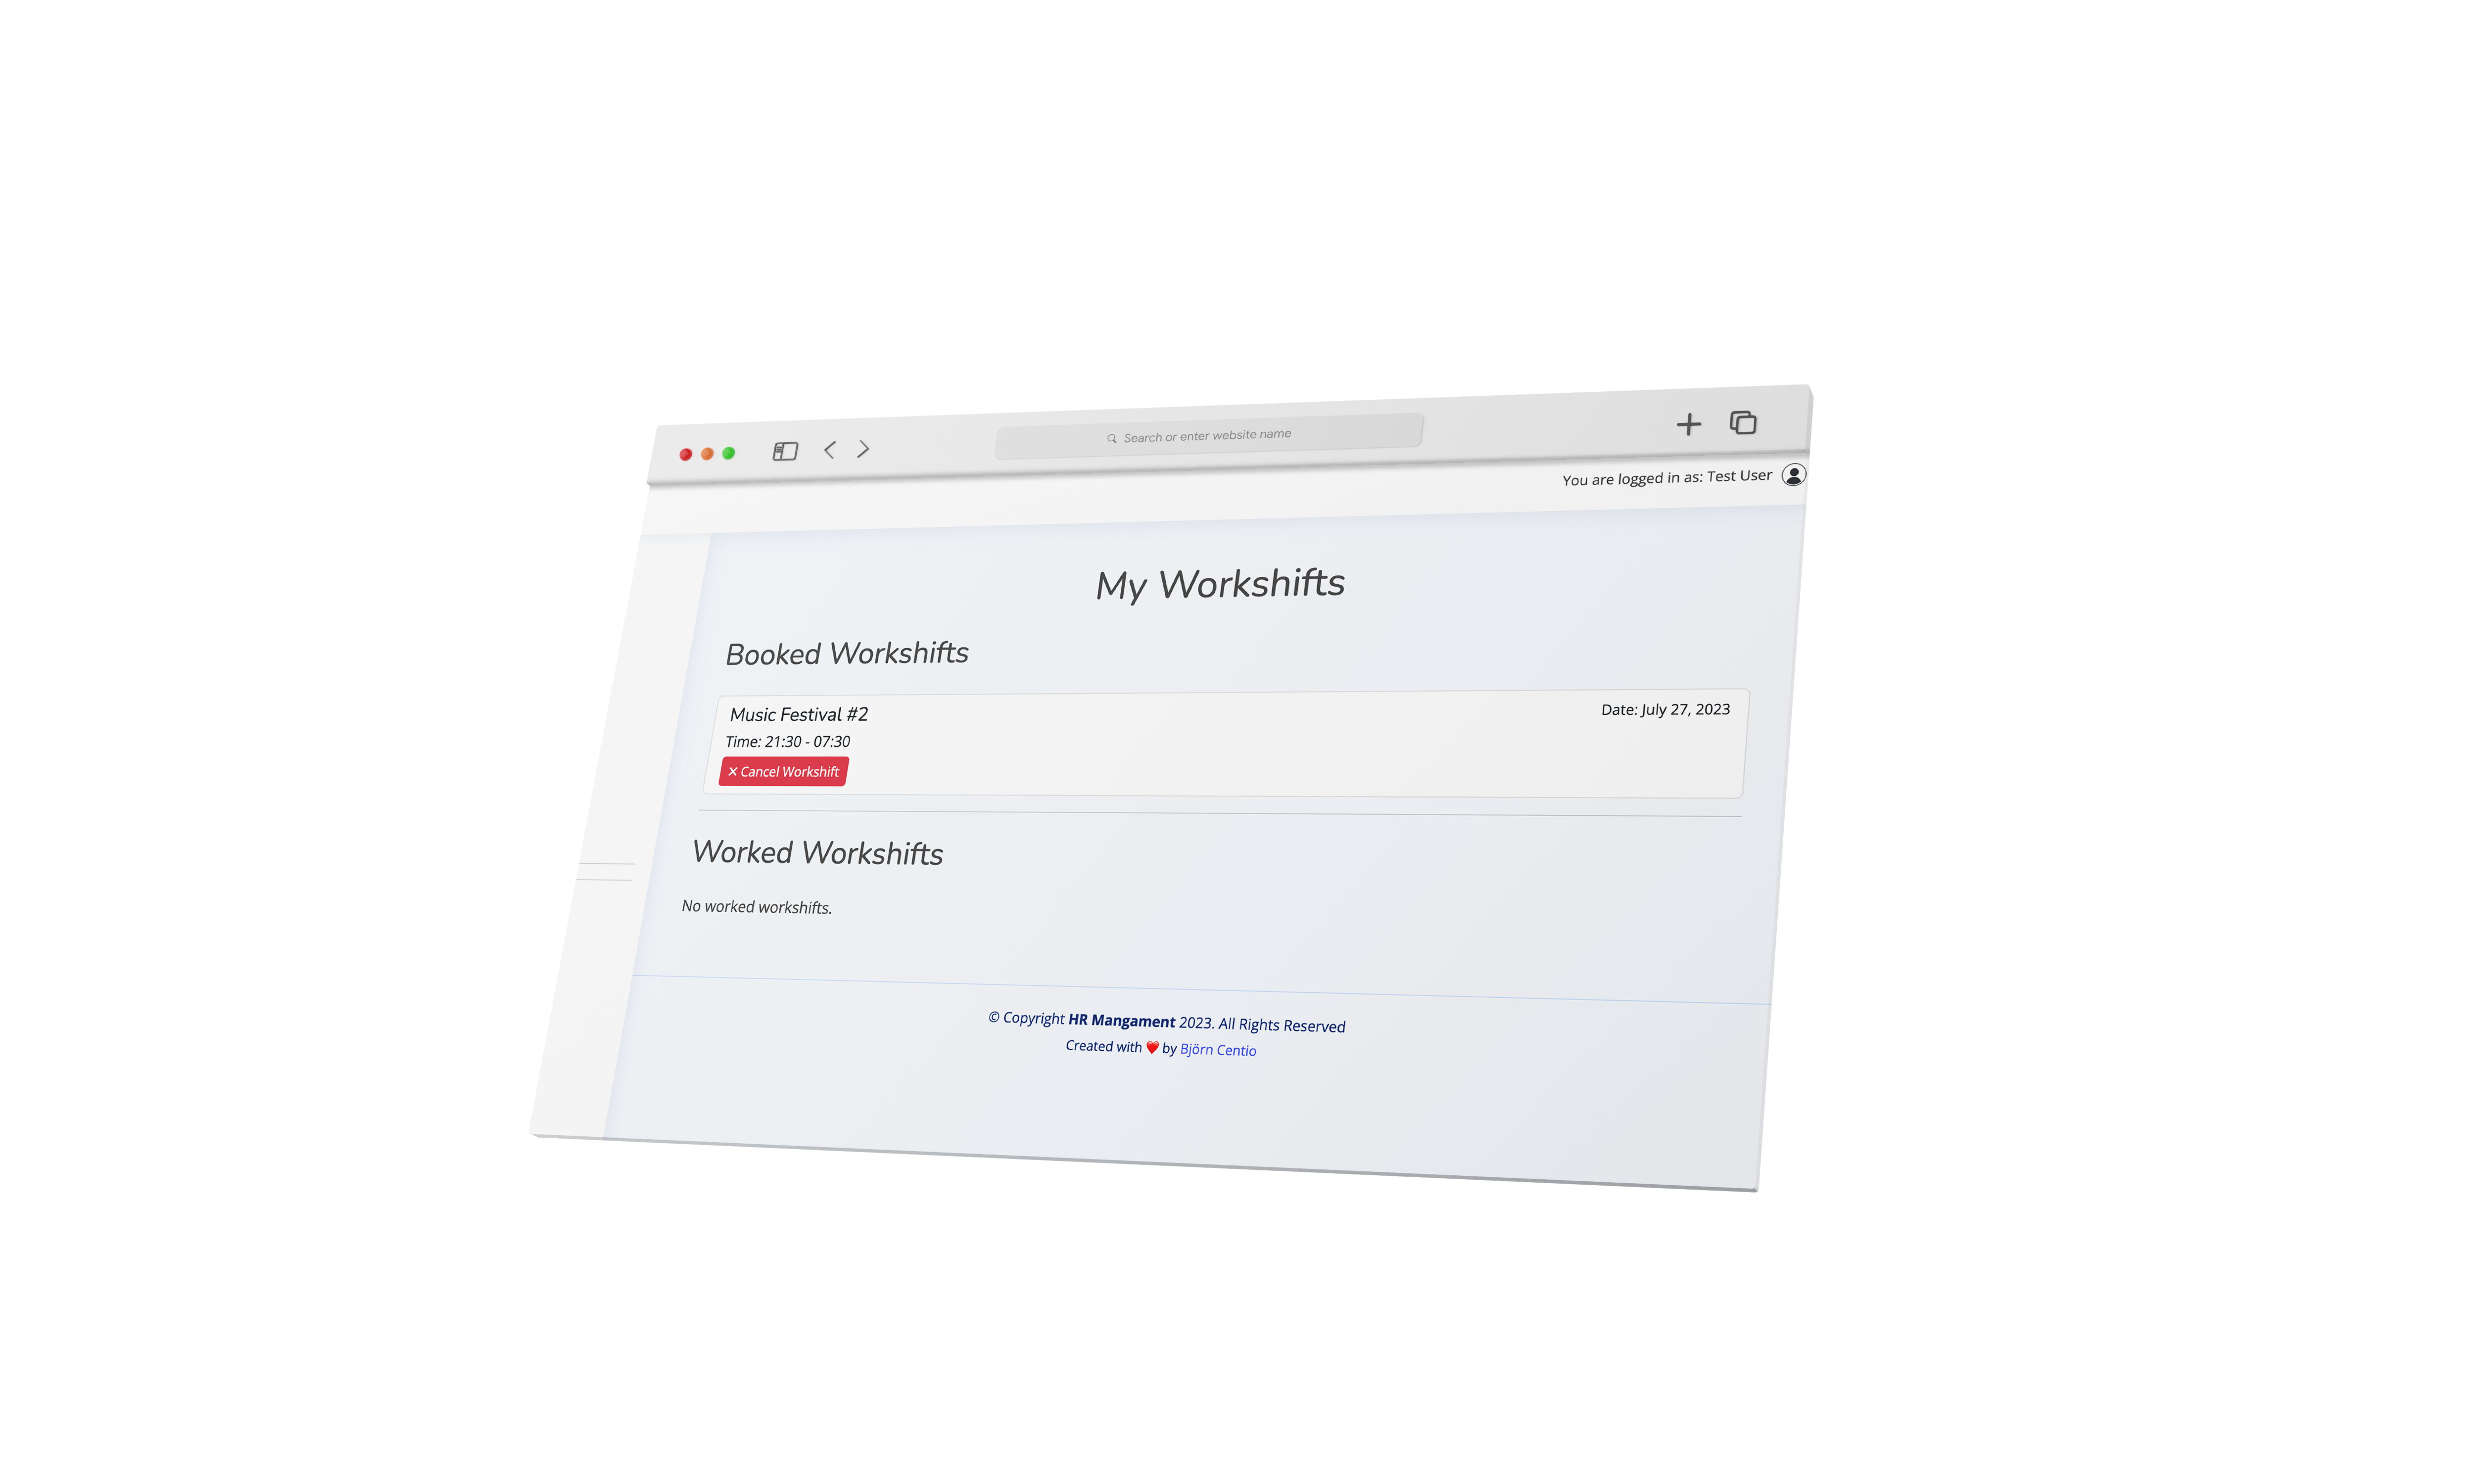 Search or enter website name
You are logged in as: Test User
My Workshifts
Booked Workshifts
Music Festival #2
Date: July 27, 2023
Time: 21:30 - 07:30
✕ Cancel Workshift
Worked Workshifts
No worked workshifts.
© Copyright HR Mangament 2023. All Rights Reserved
Created with ❤️ by Björn Centio